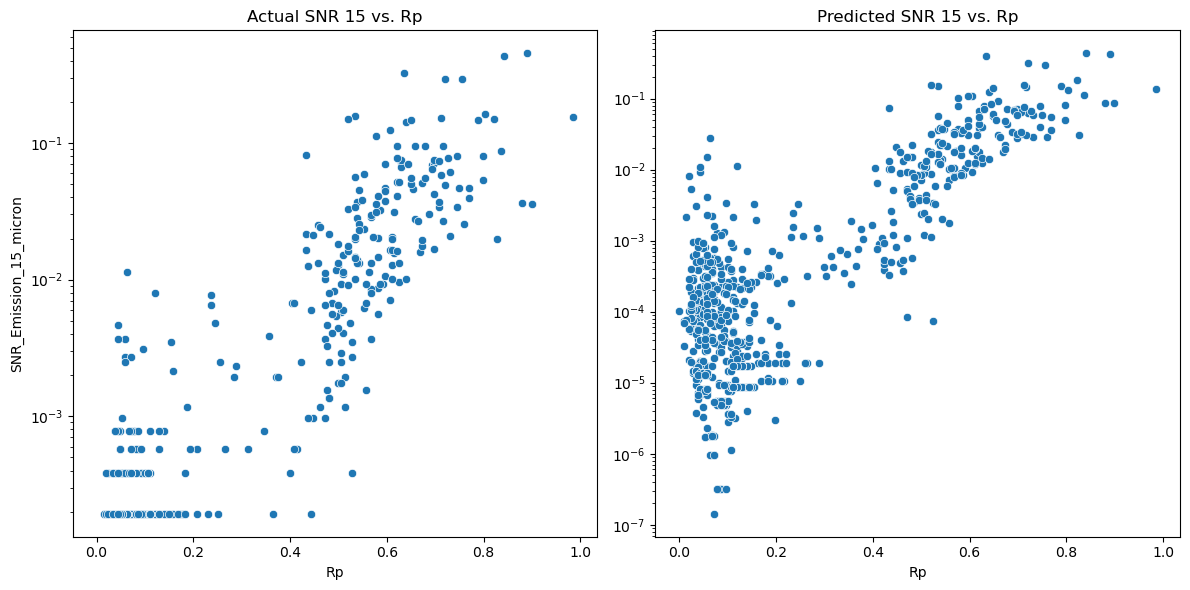 Actual SNR 15 vs. Rp
SNR_Emission_15_micron
10⁻¹
10⁻²
10⁻³
0.0 0.2 0.4 0.6 0.8 1.0
Rp
Predicted SNR 15 vs. Rp
10⁻¹
10⁻²
10⁻³
10⁻⁴
10⁻⁵
10⁻⁶
10⁻⁷
0.0 0.2 0.4 0.6 0.8 1.0
Rp